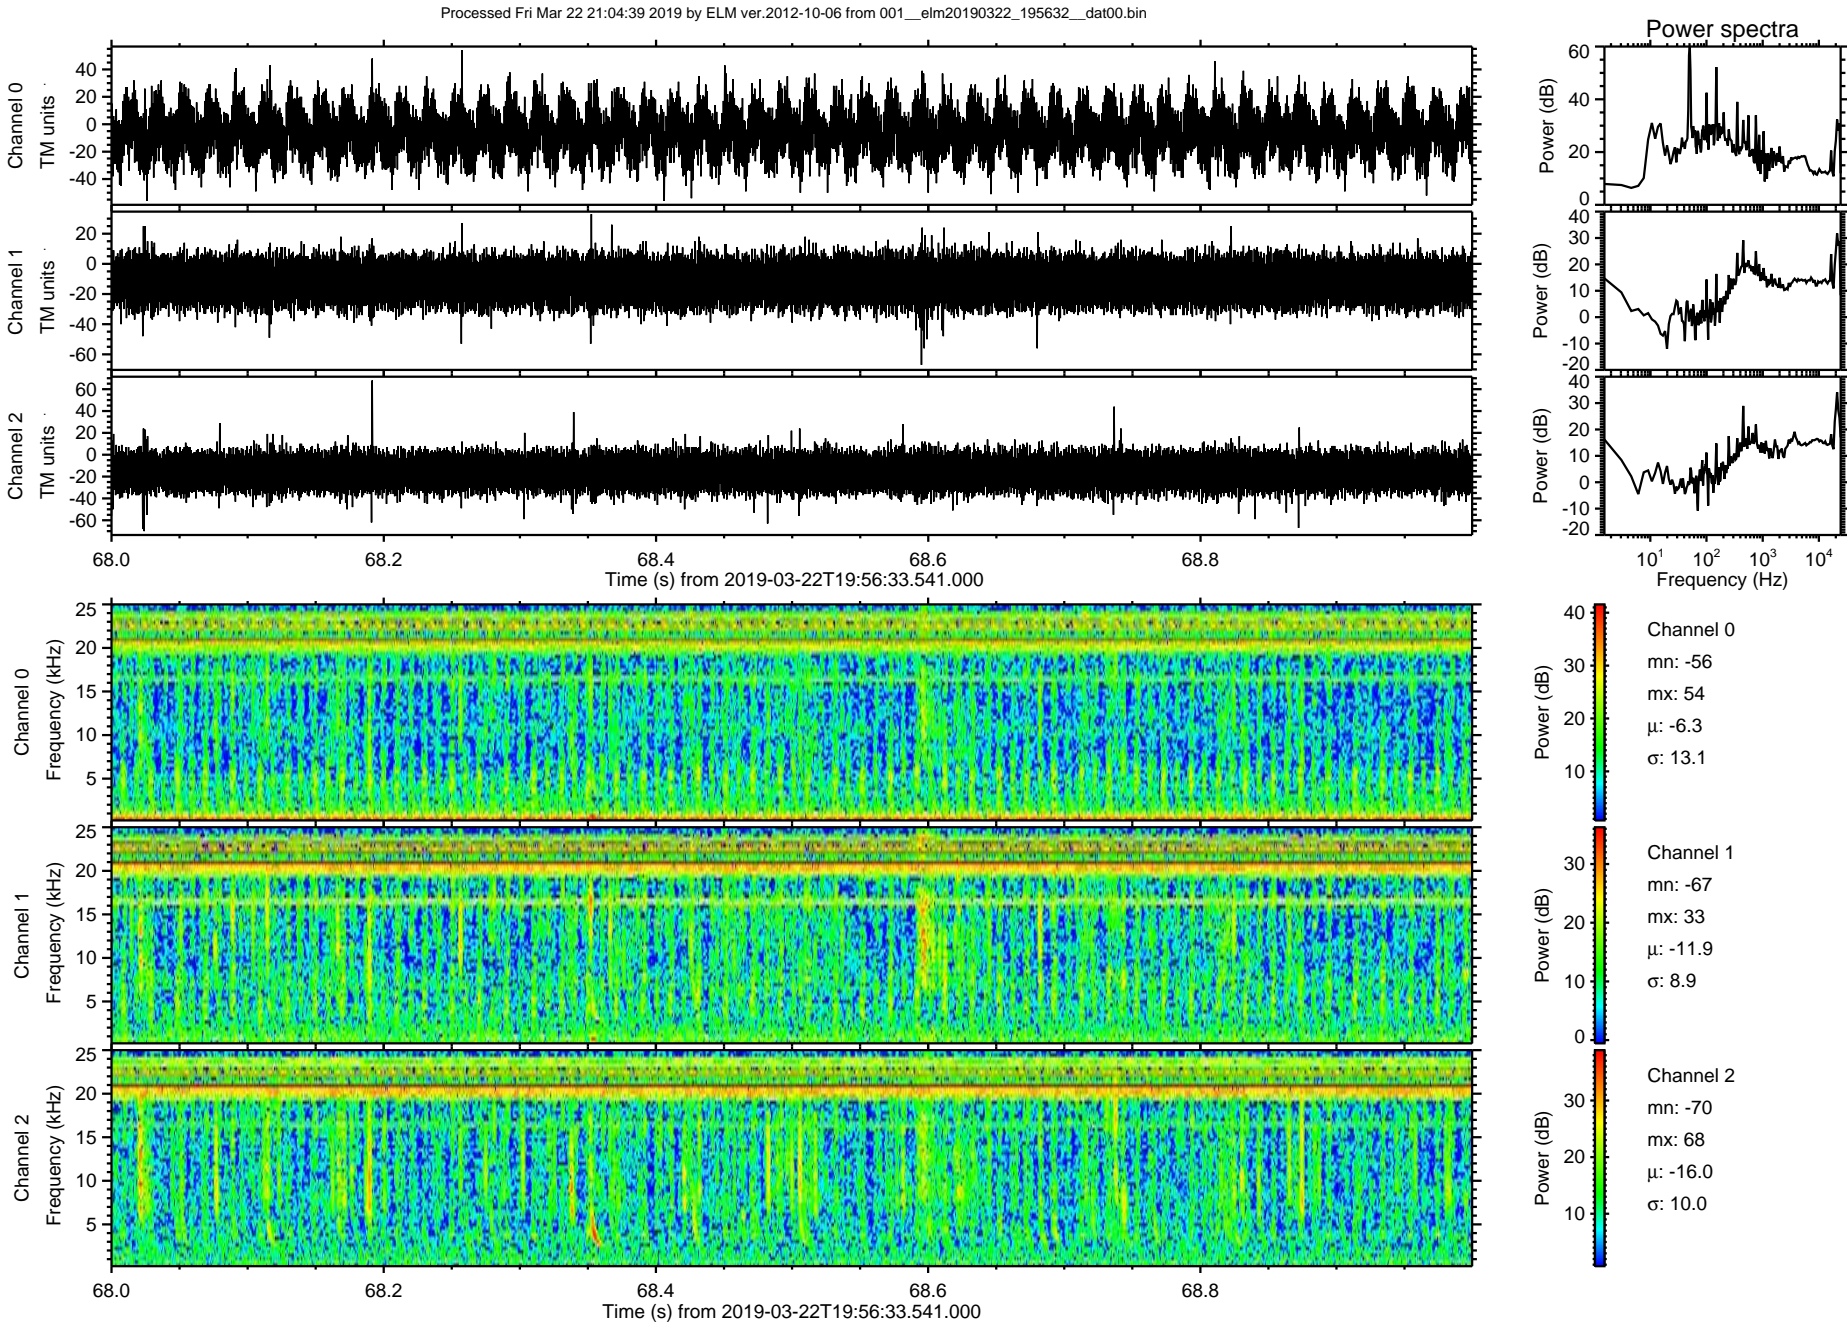 Processed Fri Mar 22 21:04:39 2019 by ELM ver.2012-10-06 from 001__elm20190322_195632__dat00.bin
Power spectra
Channel 0
TM units
40
20
0
-20
-40
Power (dB)
60
40
20
0
Channel 1
TM units
20
0
-20
-40
-60
Power (dB)
40
30
20
10
0
-10
-20
Channel 2
TM units
60
40
20
0
-20
-40
-60
Power (dB)
40
30
20
10
0
-10
-20
68.0 68.2 68.4 68.6 68.8
Time (s) from 2019-03-22T19:56:33.541.000
10¹ 10² 10³ 10⁴
Frequency (Hz)
Channel 0
Frequency (kHz)
25
20
15
10
5
Power (dB)
40
30
20
10
Channel 0
mn: -56
mx: 54
μ: -6.3
σ: 13.1
Channel 1
Frequency (kHz)
25
20
15
10
5
Power (dB)
30
20
10
0
Channel 1
mn: -67
mx: 33
μ: -11.9
σ: 8.9
Channel 2
Frequency (kHz)
25
20
15
10
5
Power (dB)
30
20
10
Channel 2
mn: -70
mx: 68
μ: -16.0
σ: 10.0
68.0 68.2 68.4 68.6 68.8
Time (s) from 2019-03-22T19:56:33.541.000